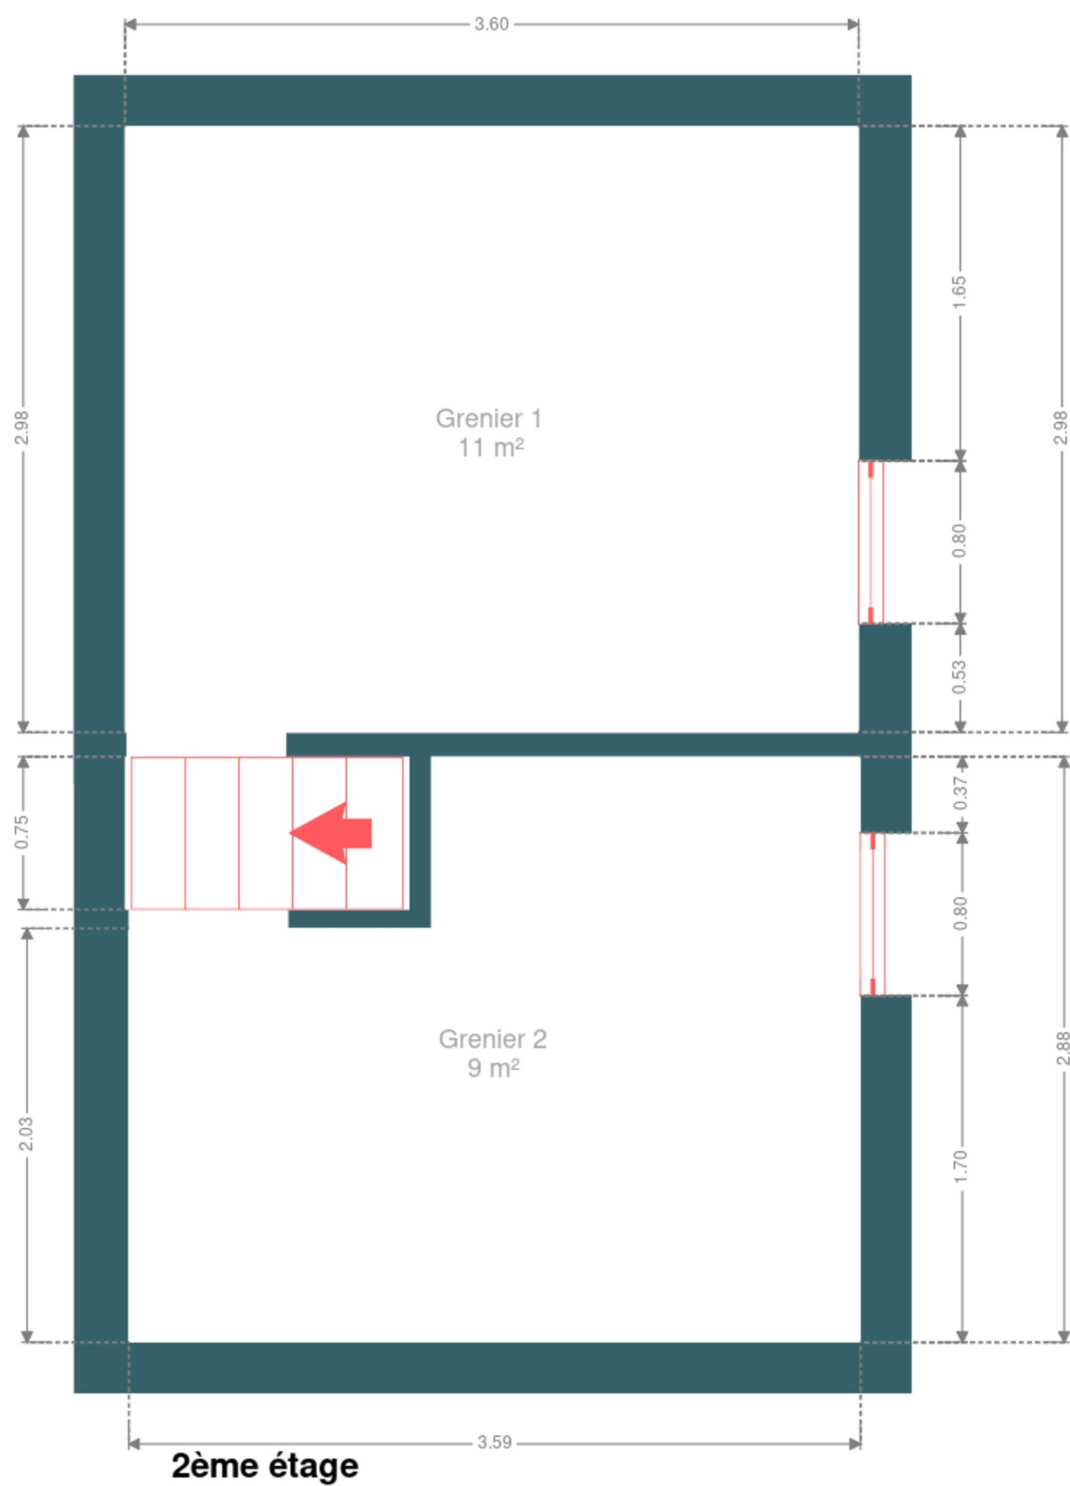 3.60
1.65
2.98
2.98
Grenier 1
11 m²
0.80
0.53
0.37
0.75
0.80
Grenier 2
9 m²
2.88
2.03
1.70
3.59
2ème étage